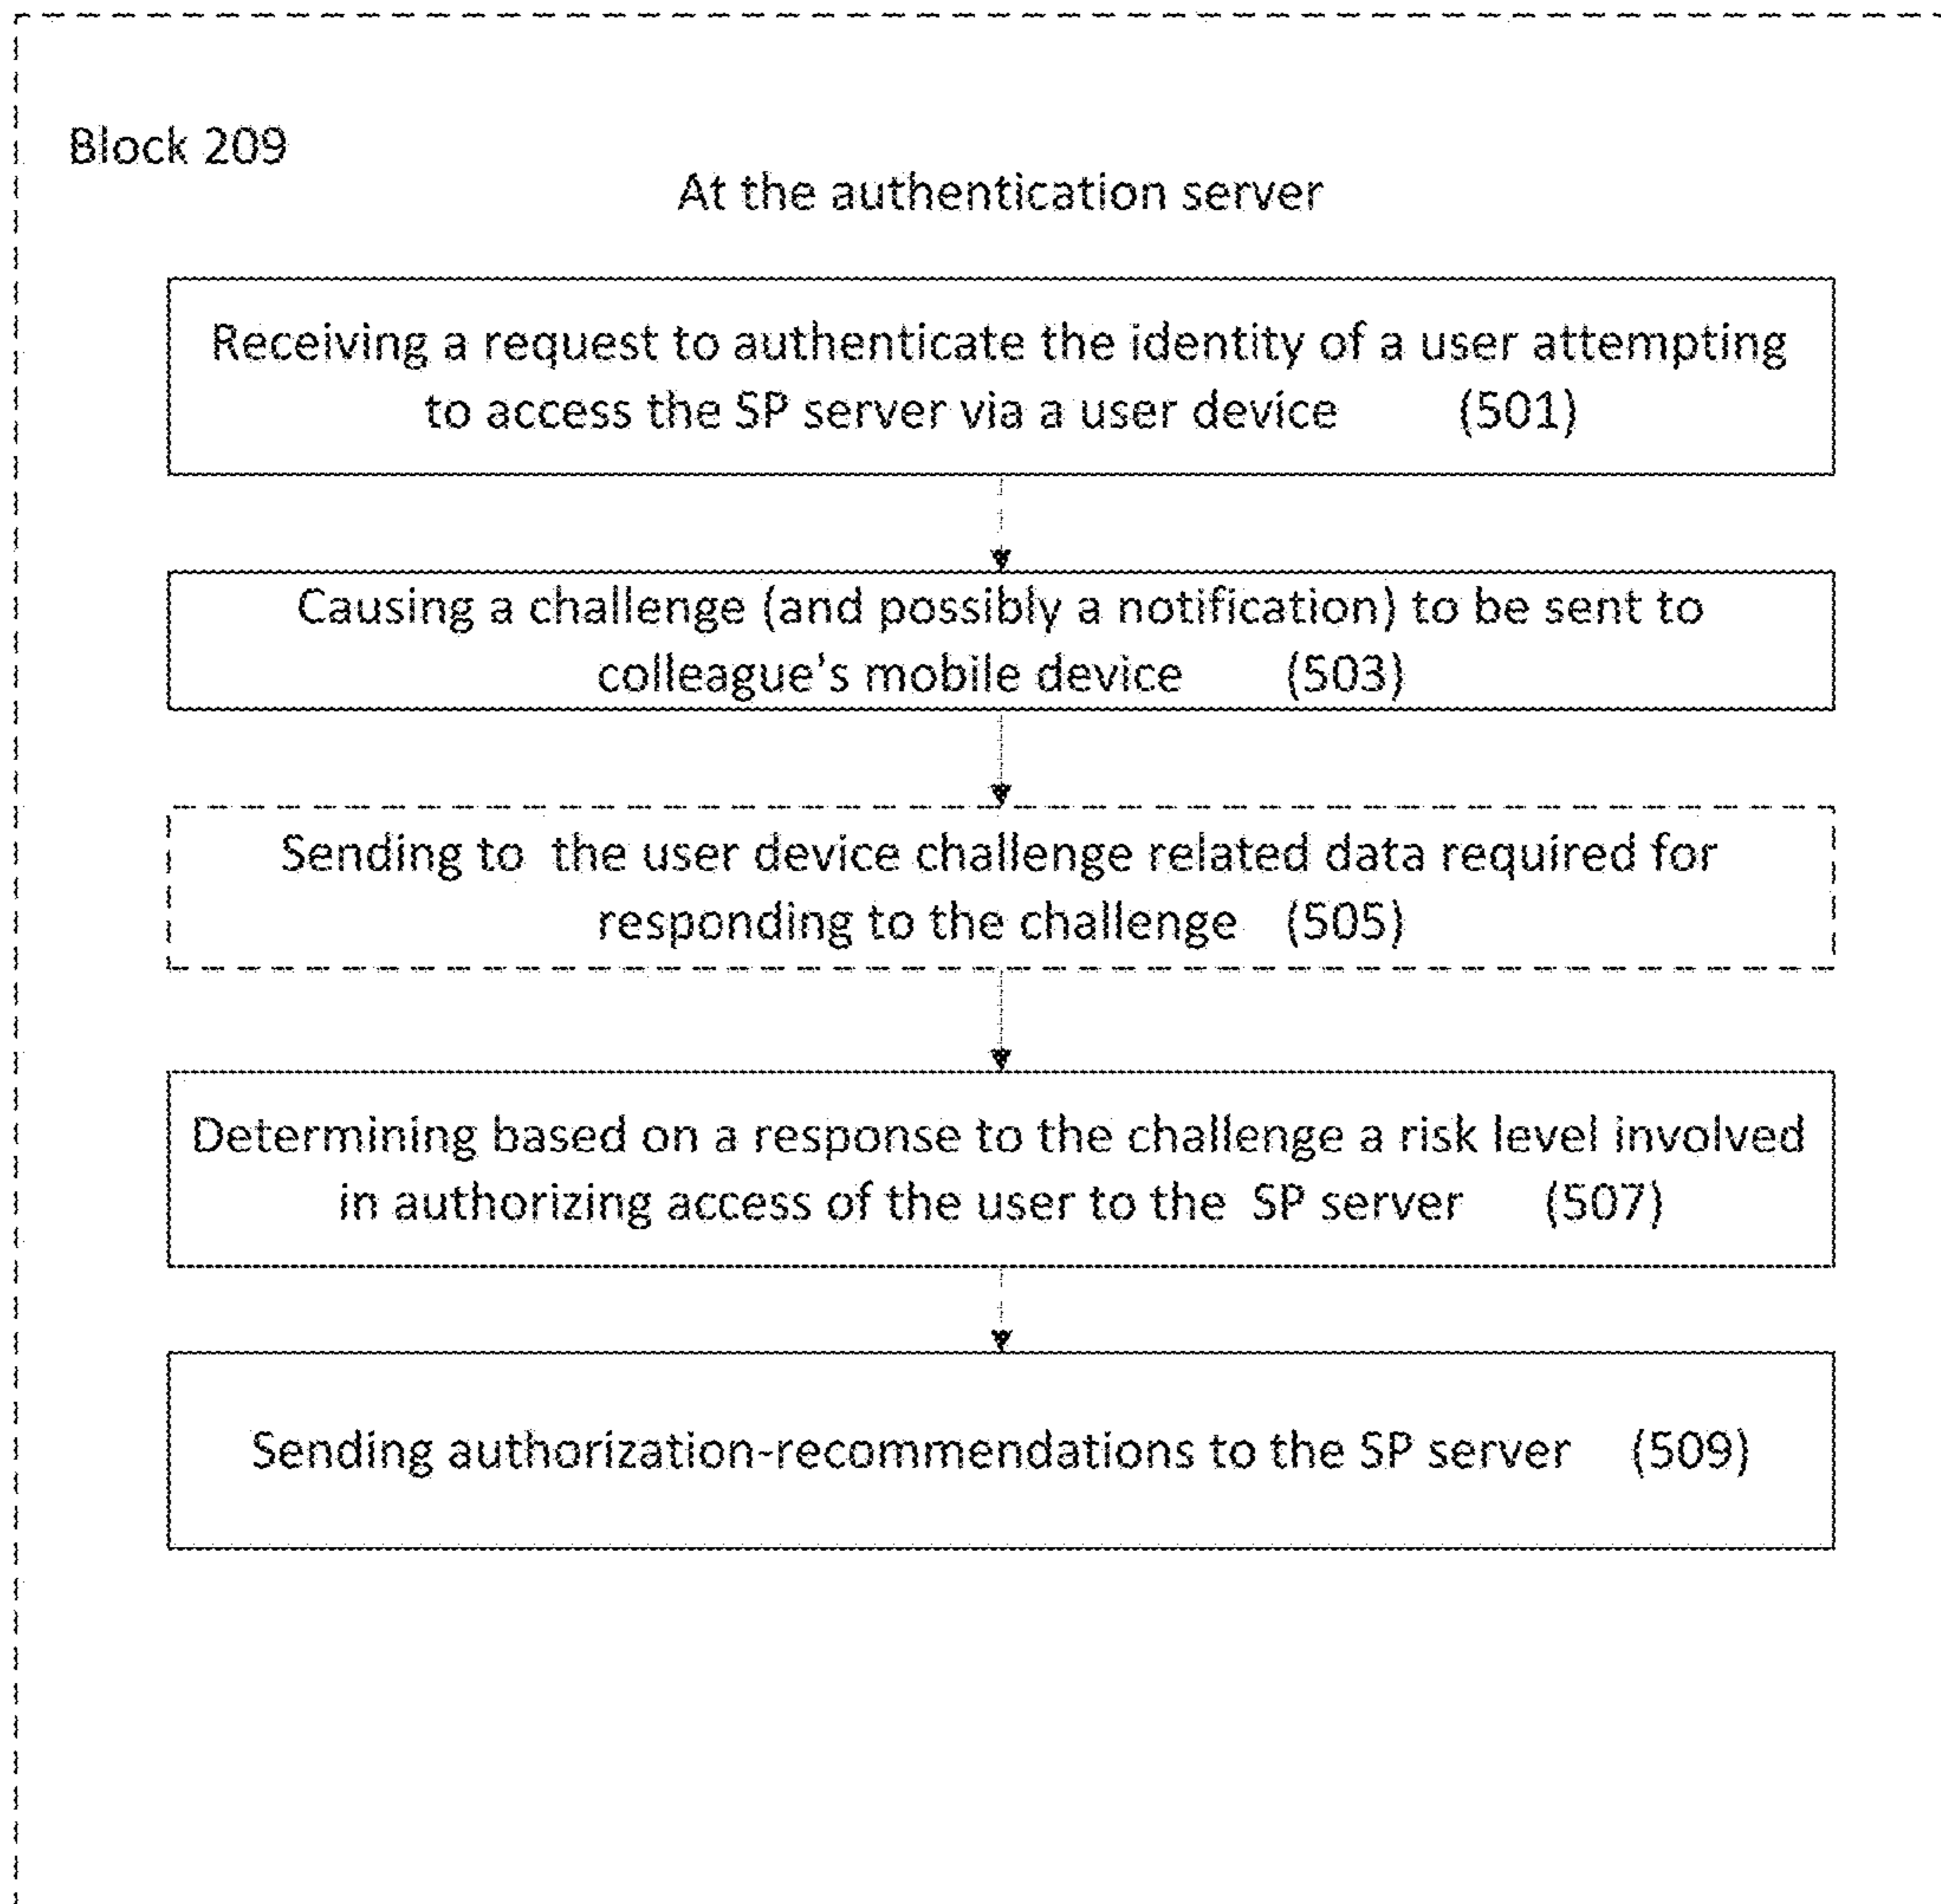 Block 209
At the authentication server
Receiving a request to authenticate the identity of a user attempting
to access the SP server via a user device (501)
Causing a challenge (and possibly a notification) to be sent to
colleague's mobile device (503)
Sending to the user device challenge related data required for
responding to the challenge (505)
Determining based on a response to the challenge a risk level involved
in authorizing access of the user to the SP server (507)
Sending authorization-recommendations to the SP server (509)